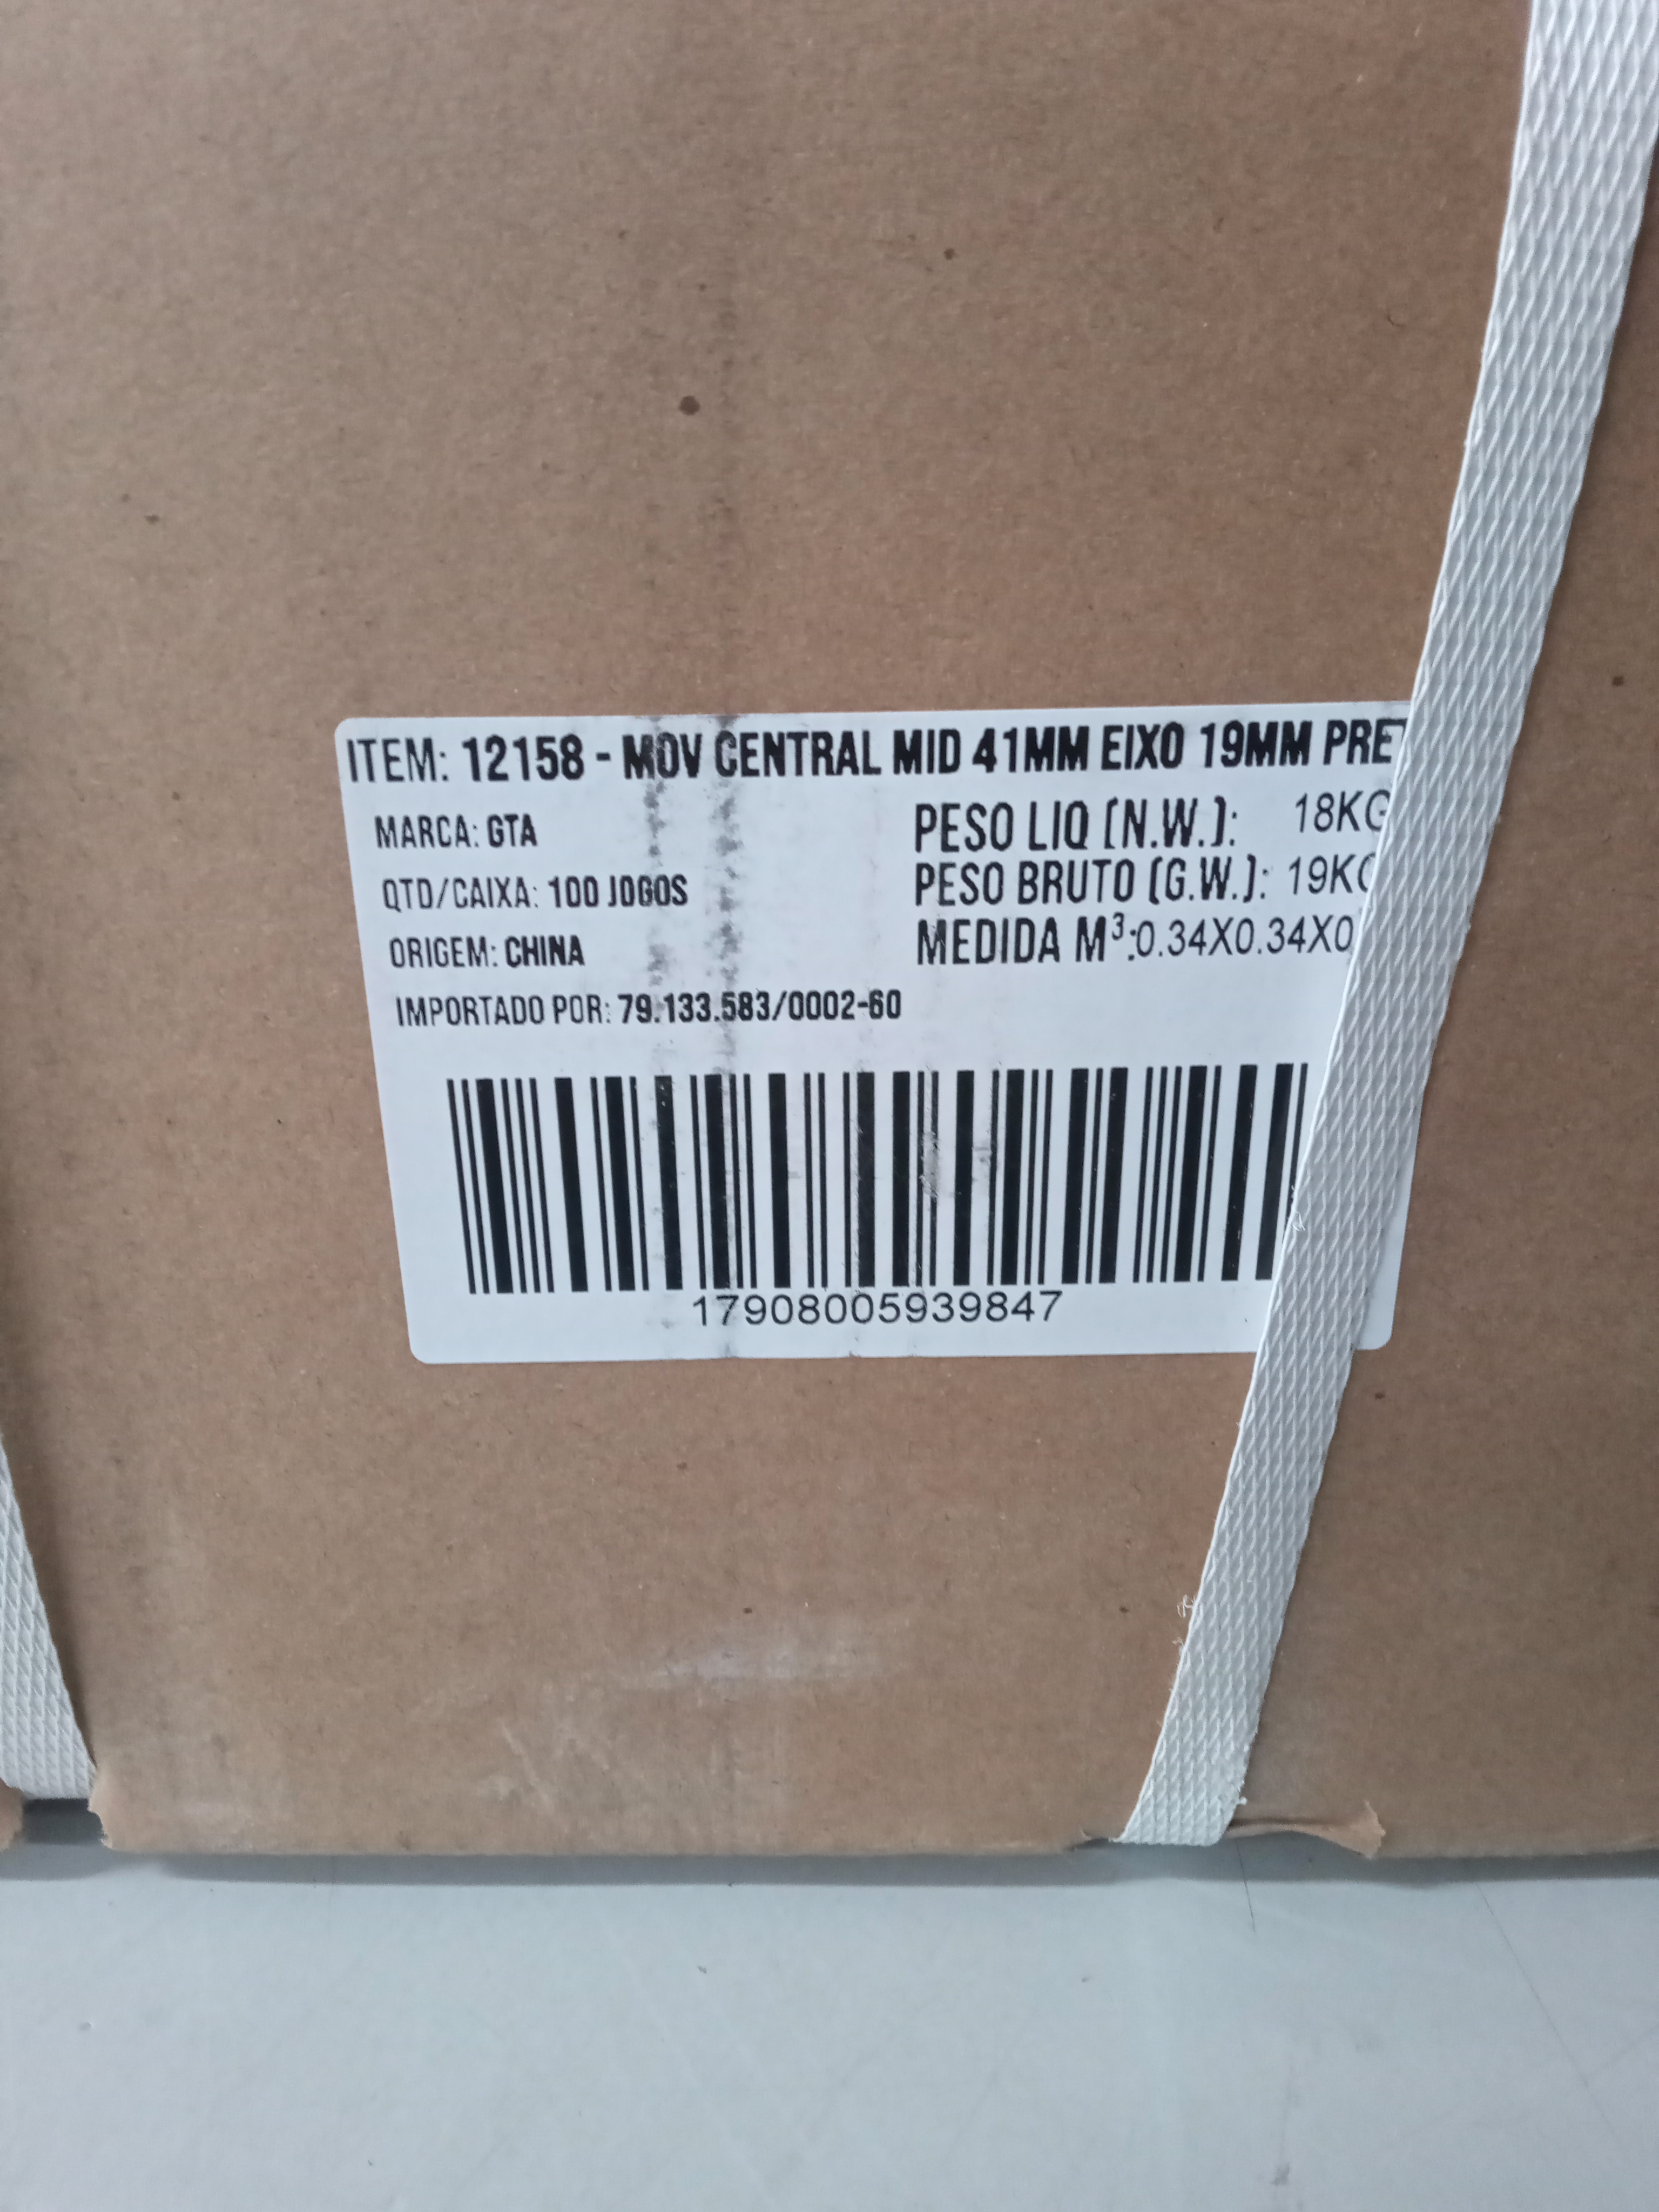 ITEM: 12158 - MOV CENTRAL MID 41MM EIXO 19MM PRET
MARCA: GTA
QTD/CAIXA: 100 JOGOS
ORIGEM: CHINA
IMPORTADO POR: 79.133.583/0002-60
PESO LIQ (N.W.): 18KG
PESO BRUTO (G.W.): 19KG
MEDIDA M³:0.34X0.34X0
17908005939847